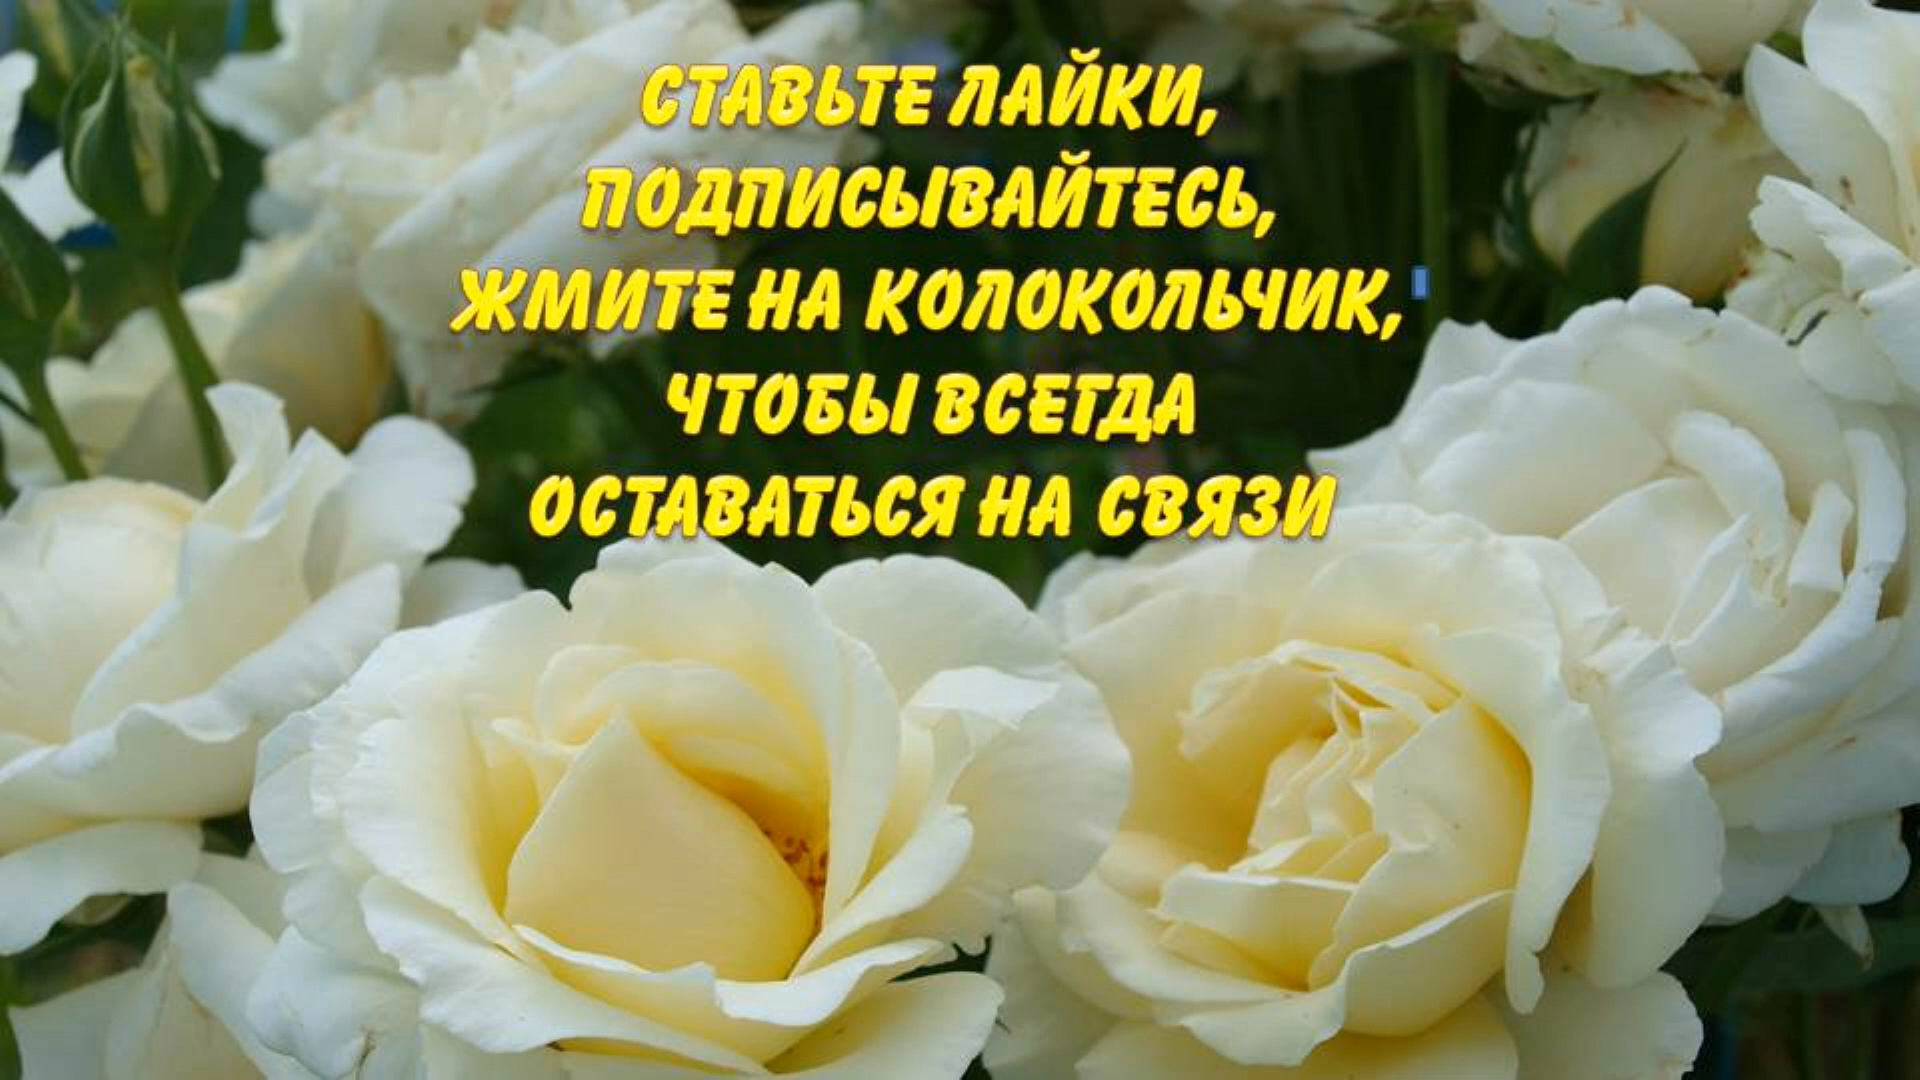 СТАВЬТЕ ЛАЙКИ,
ПОДПИСЫВАЙТЕСЬ,
ЖМИТЕ НА КОЛОКОЛЬЧИК,
ЧТОБЫ ВСЕГДА
ОСТАВАТЬСЯ НА СВЯЗИ